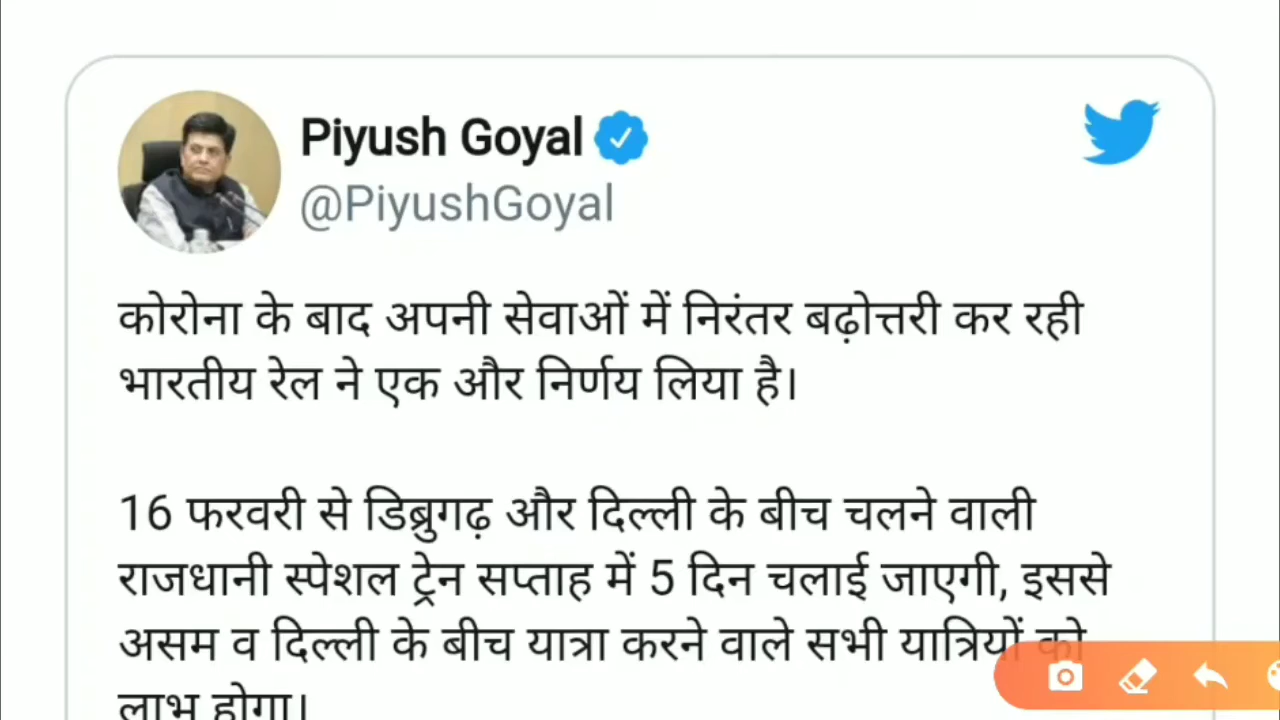 Piyush Goyal
@PiyushGoyal
कोरोना के बाद अपनी सेवाओं में निरंतर बढ़ोत्तरी कर रही
भारतीय रेल ने एक और निर्णय लिया है।
16 फरवरी से डिब्रुगढ़ और दिल्ली के बीच चलने वाली
राजधानी स्पेशल ट्रेन सप्ताह में 5 दिन चलाई जाएगी, इससे
असम व दिल्ली के बीच यात्रा करने वाले सभी यात्रियों को
लाभ होगा।